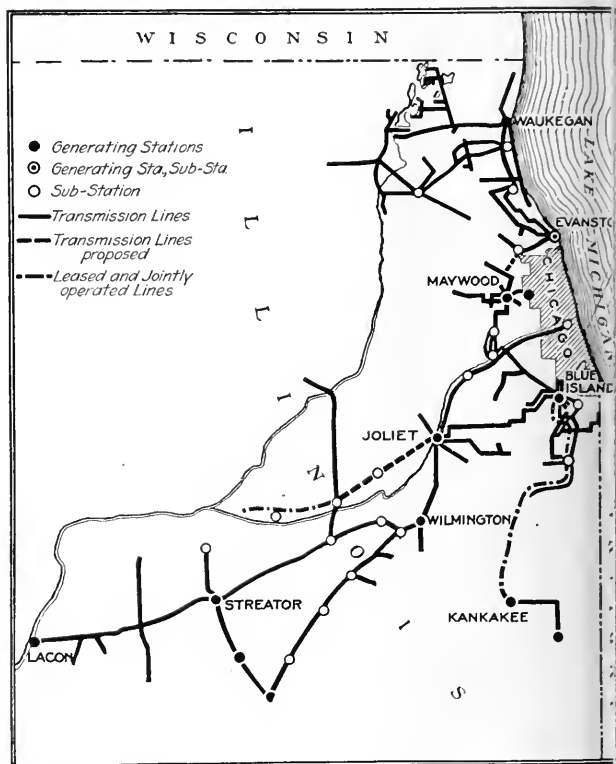 WISCONSIN
ILLINOIS
Generating Stations
Generating Sta., Sub-Sta.
Sub-Station
Transmission Lines
Transmission Lines
proposed
Leased and Jointly
operated Lines
WAUKEGAN
LAKE MICHIGAN
EVANSTO
CHICAGO
MAYWOOD
BLUE
ISLAND
JOLIET
WILMINGTON
STREATOR
KANKAKEE
LACON